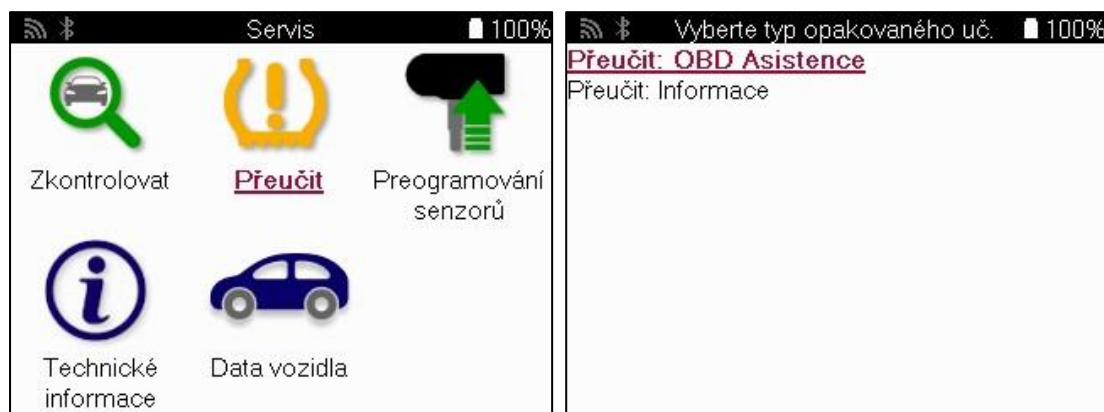 Servis
100%
Zkontrolovat
Přeučit
Preogramování
senzorů
Technické
informace
Data vozidla
Vyberte typ opakovaného uč.
100%
Přeučit: OBD Asistence
Přeučit: Informace